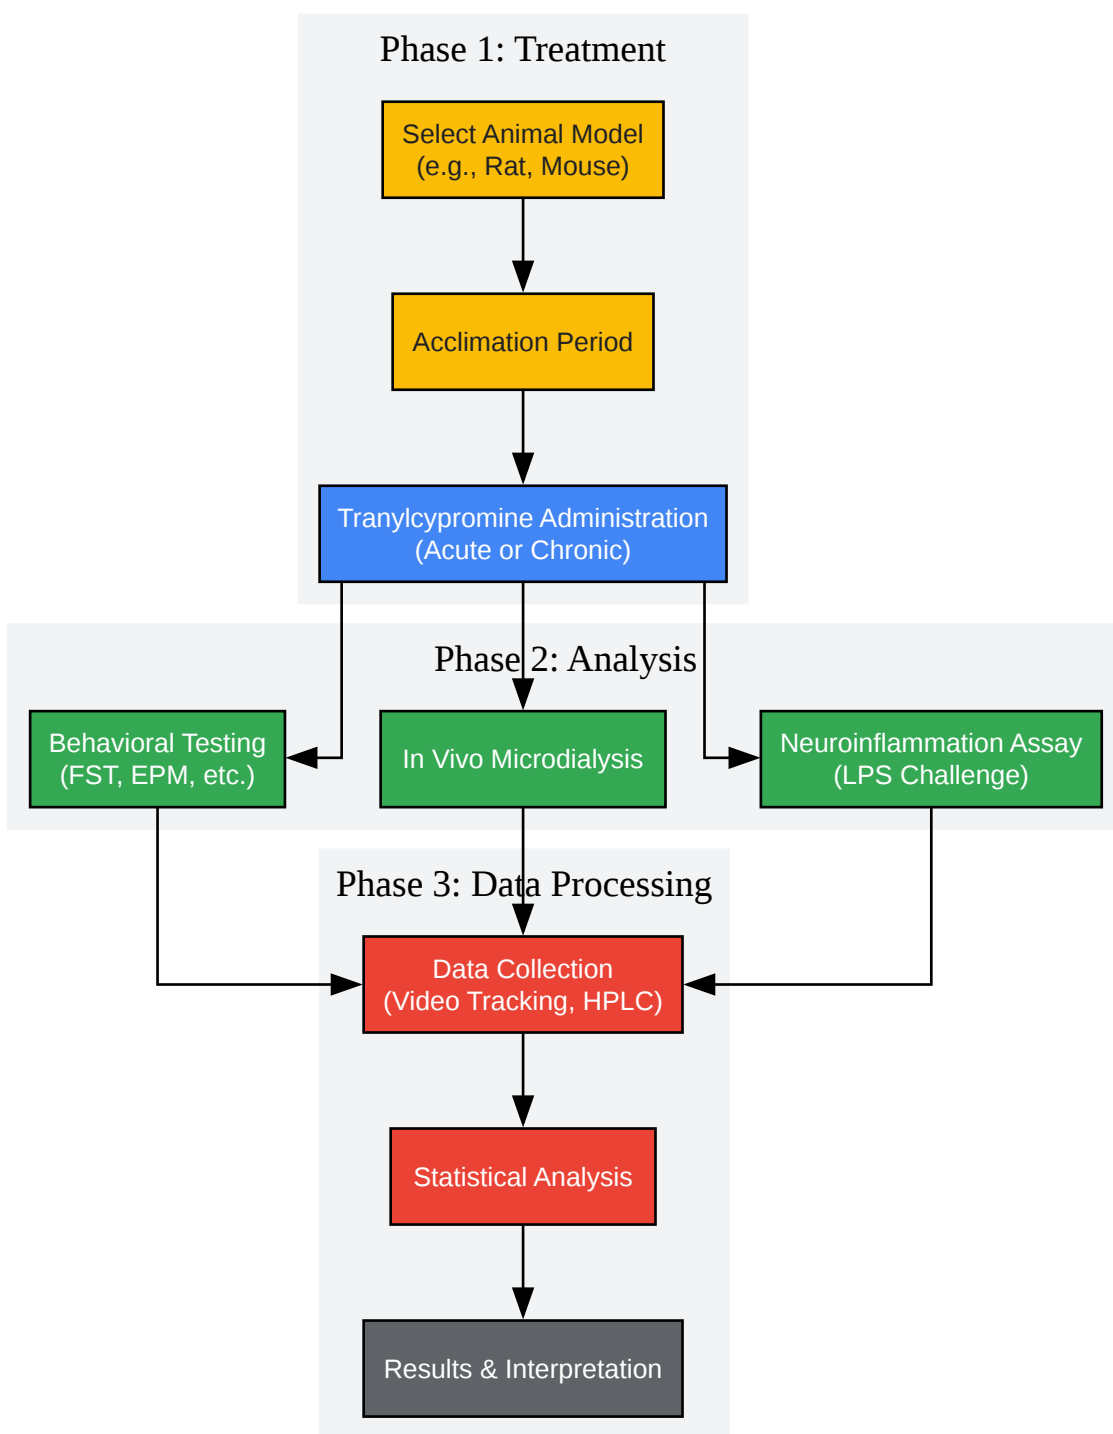 Phase 1: Treatment
Select Animal Model
(e.g., Rat, Mouse)
Acclimation Period
Tranylcypromine Administration
(Acute or Chronic)
Phase 2: Analysis
Behavioral Testing
(FST, EPM, etc.)
In Vivo Microdialysis
Neuroinflammation Assay
(LPS Challenge)
Phase 3: Data Processing
Data Collection
(Video Tracking, HPLC)
Statistical Analysis
Results & Interpretation